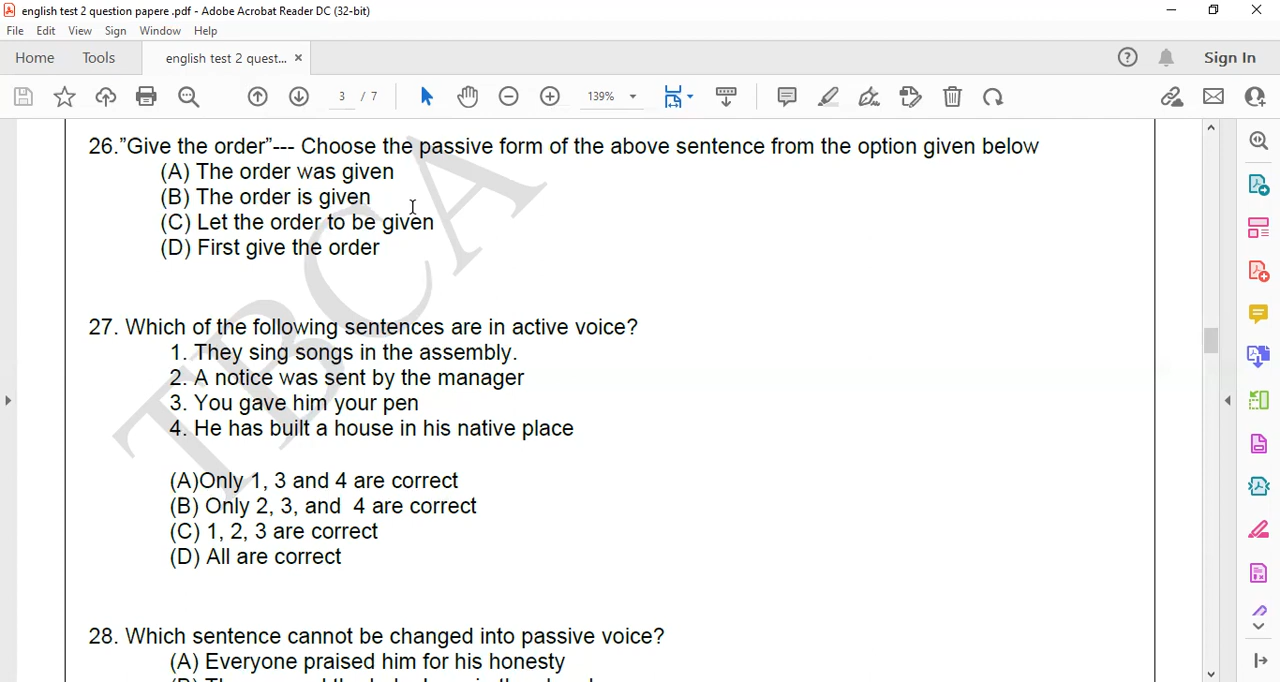 english test 2 question papere .pdf - Adobe Acrobat Reader DC (32-bit)
File Edit View Sign Window Help
Home Tools english test 2 quest... × Sign In
3 / 7 139%
26.”Give the order”--- Choose the passive form of the above sentence from the option given below
(A) The order was given
(B) The order is given
(C) Let the order to be given
(D) First give the order
27. Which of the following sentences are in active voice?
1. They sing songs in the assembly.
2. A notice was sent by the manager
3. You gave him your pen
4. He has built a house in his native place
(A)Only 1, 3 and 4 are correct
(B) Only 2, 3, and 4 are correct
(C) 1, 2, 3 are correct
(D) All are correct
28. Which sentence cannot be changed into passive voice?
(A) Everyone praised him for his honesty
TBCA